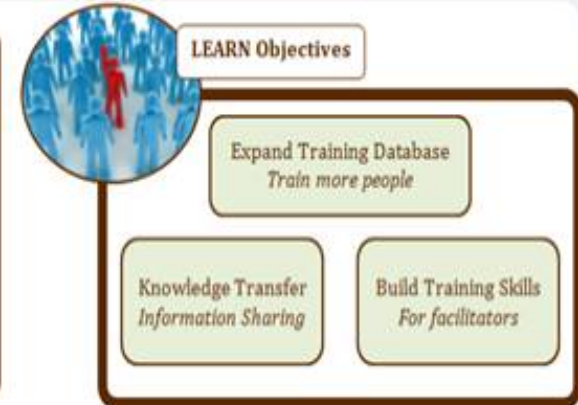 LEARN Objectives
Expand Training Database
Train more people
Knowledge Transfer
Information Sharing
Build Training Skills
For facilitators